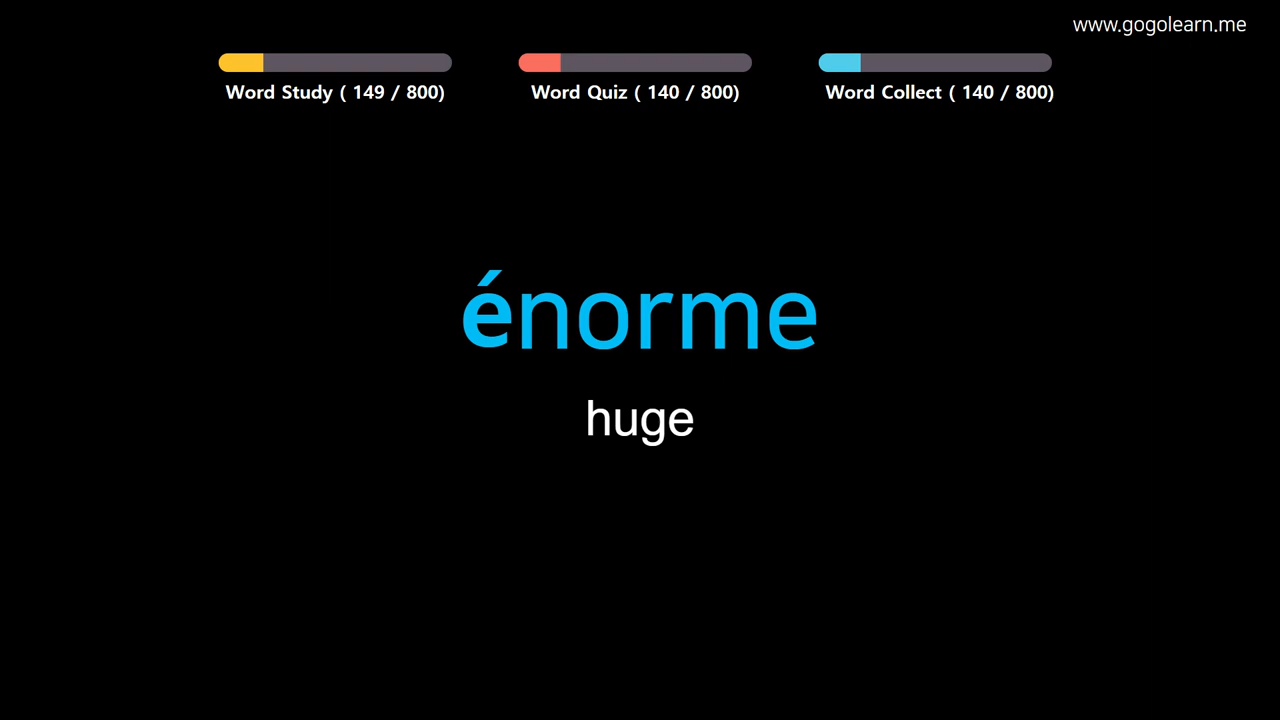 www.gogolearn.me
Word Study ( 149 / 800)
Word Quiz ( 140 / 800)
Word Collect ( 140 / 800)
énorme
huge